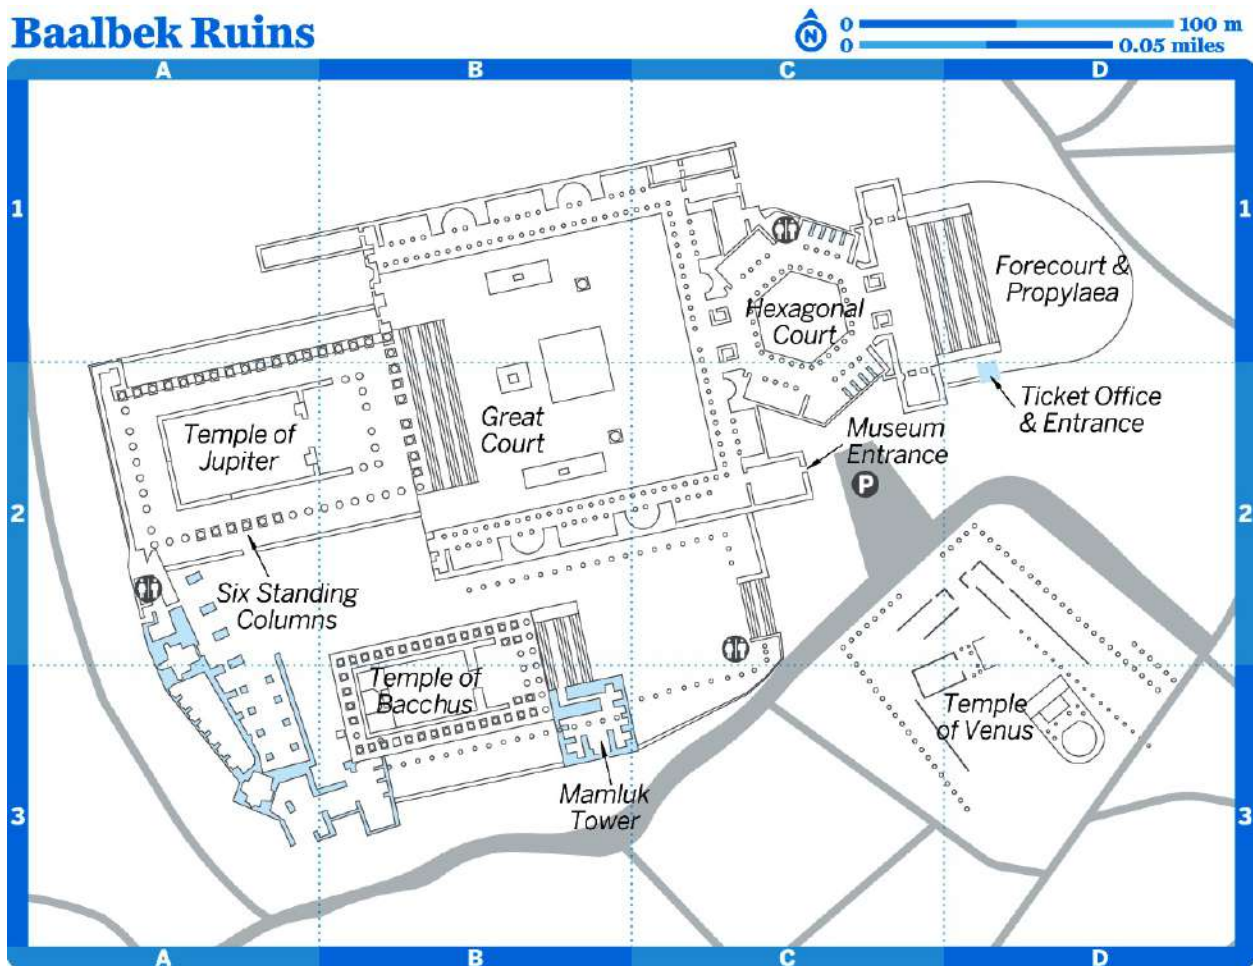 Baalbek Ruins
N
0 100 m
0 0.05 miles
A B C D
1 1
Forecourt &
Propylaea
Hexagonal
Court
Ticket Office
& Entrance
Great
Court
Museum
Entrance
Temple of
Jupiter
P
2 2
Six Standing
Columns
Temple of
Bacchus
Temple
of Venus
Mamluk
Tower
3 3
A B C D